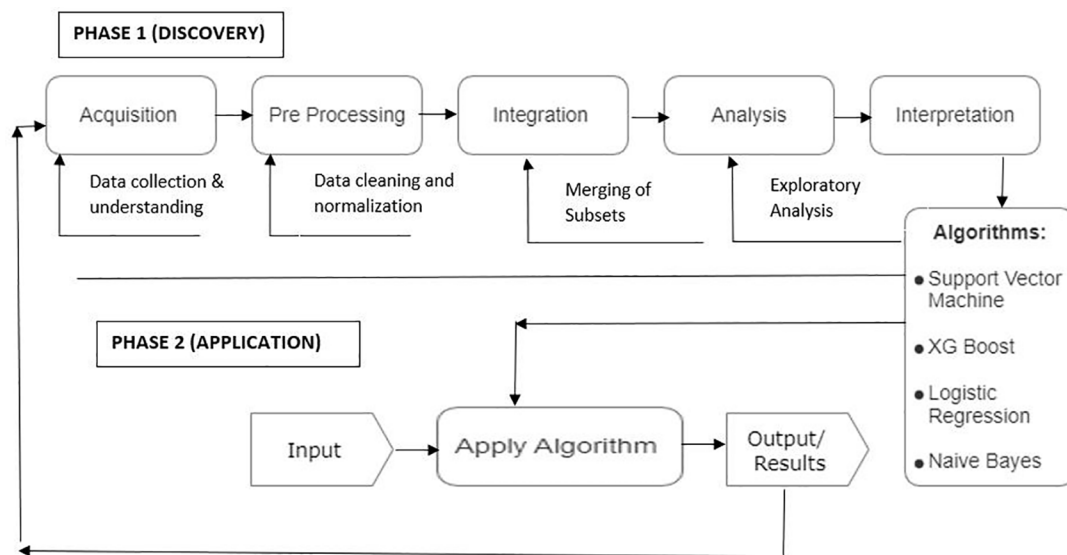 PHASE 1 (DISCOVERY)
Acquisition
Pre Processing
Integration
Analysis
Interpretation
Data collection &
understanding
Data cleaning and
normalization
Merging of
Subsets
Exploratory
Analysis
Algorithms:
• Support Vector
Machine
• XG Boost
• Logistic
Regression
• Naive Bayes
PHASE 2 (APPLICATION)
Input
Apply Algorithm
Output/
Results